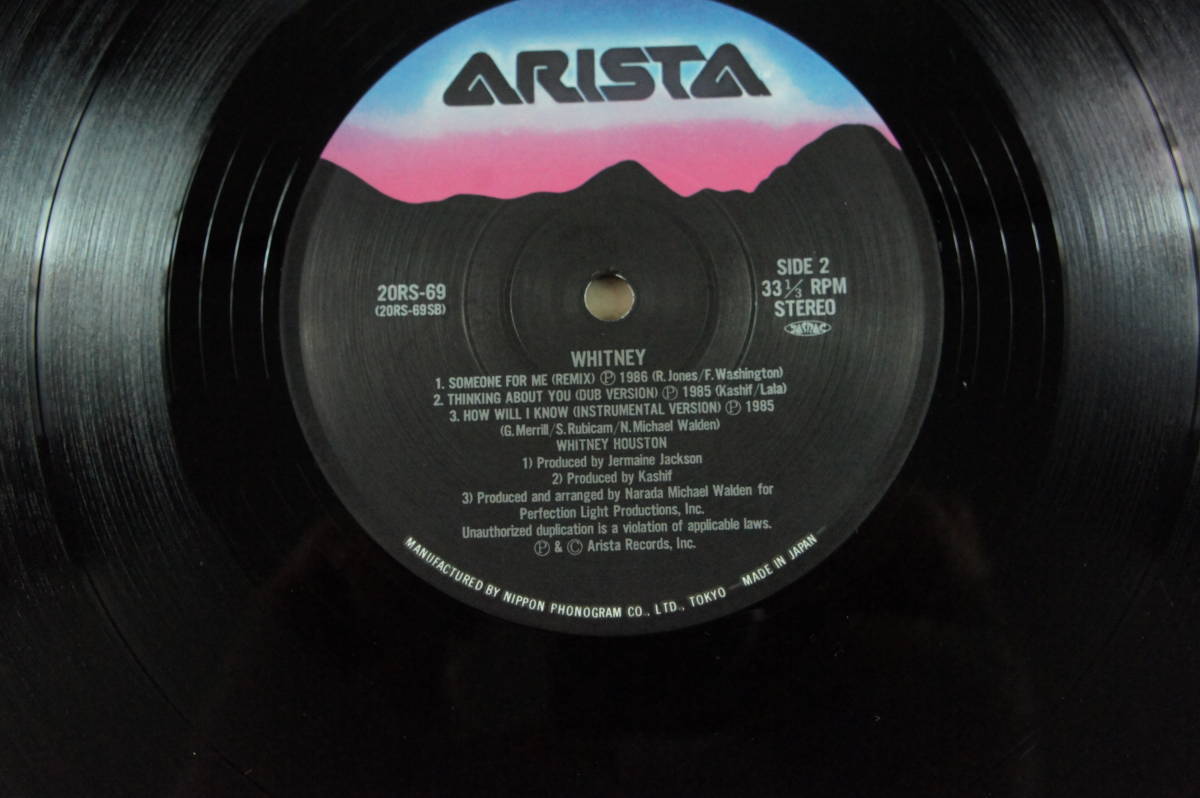 ARISTA
20RS-69
(20RS-69SB)
SIDE 2
33 1/3 RPM
STEREO
WHITNEY
1. SOMEONE FOR ME (REMIX) Ⓟ 1986 (R. Jones/F. Washington)
2. THINKING ABOUT YOU (DUB VERSION) Ⓟ 1985 (Kashif/Lala)
3. HOW WILL I KNOW (INSTRUMENTAL VERSION) Ⓟ 1985
(G. Merrill/S. Rubicam/N. Michael Walden)
WHITNEY HOUSTON
1) Produced by Jermaine Jackson
2) Produced by Kashif
3) Produced and arranged by Narada Michael Walden for
Perfection Light Productions, Inc.
Unauthorized duplication is a violation of applicable laws.
Ⓟ & © Arista Records, Inc.
MANUFACTURED BY NIPPON PHONOGRAM CO., LTD., TOKYO — MADE IN JAPAN